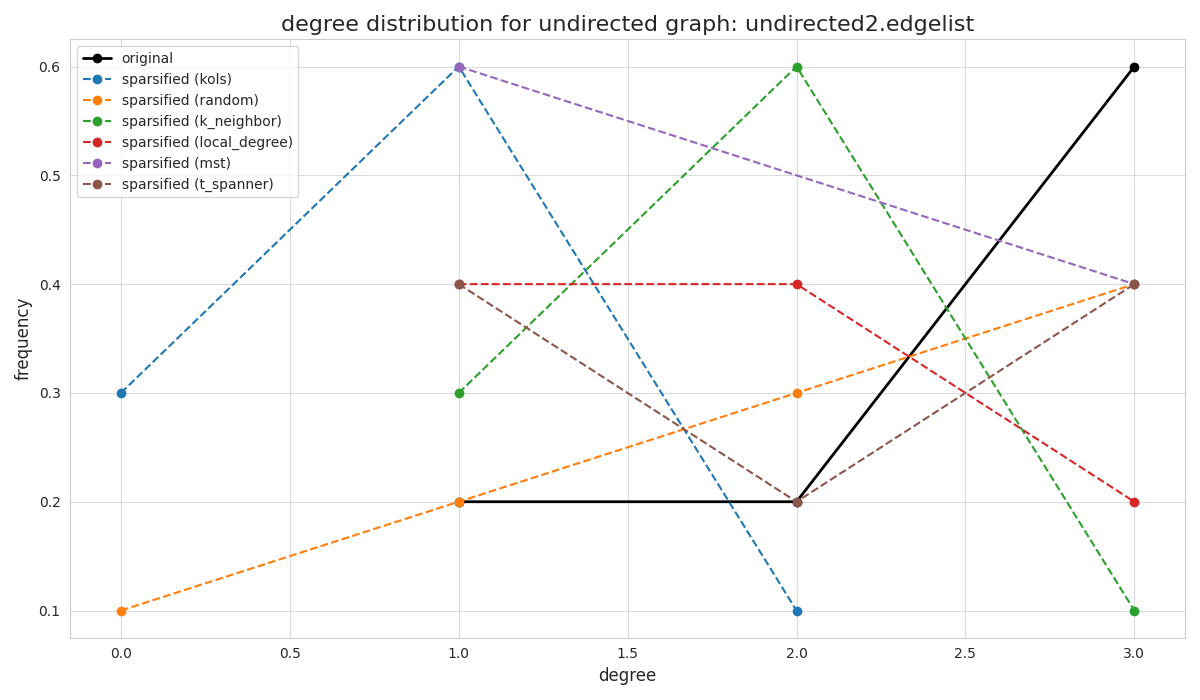 degree distribution for undirected graph: undirected2.edgelist
original
sparsified (kols)
sparsified (random)
sparsified (k_neighbor)
sparsified (local_degree)
sparsified (mst)
sparsified (t_spanner)
frequency
0.6
0.5
0.4
0.3
0.2
0.1
0.0 0.5 1.0 1.5 2.0 2.5 3.0
degree